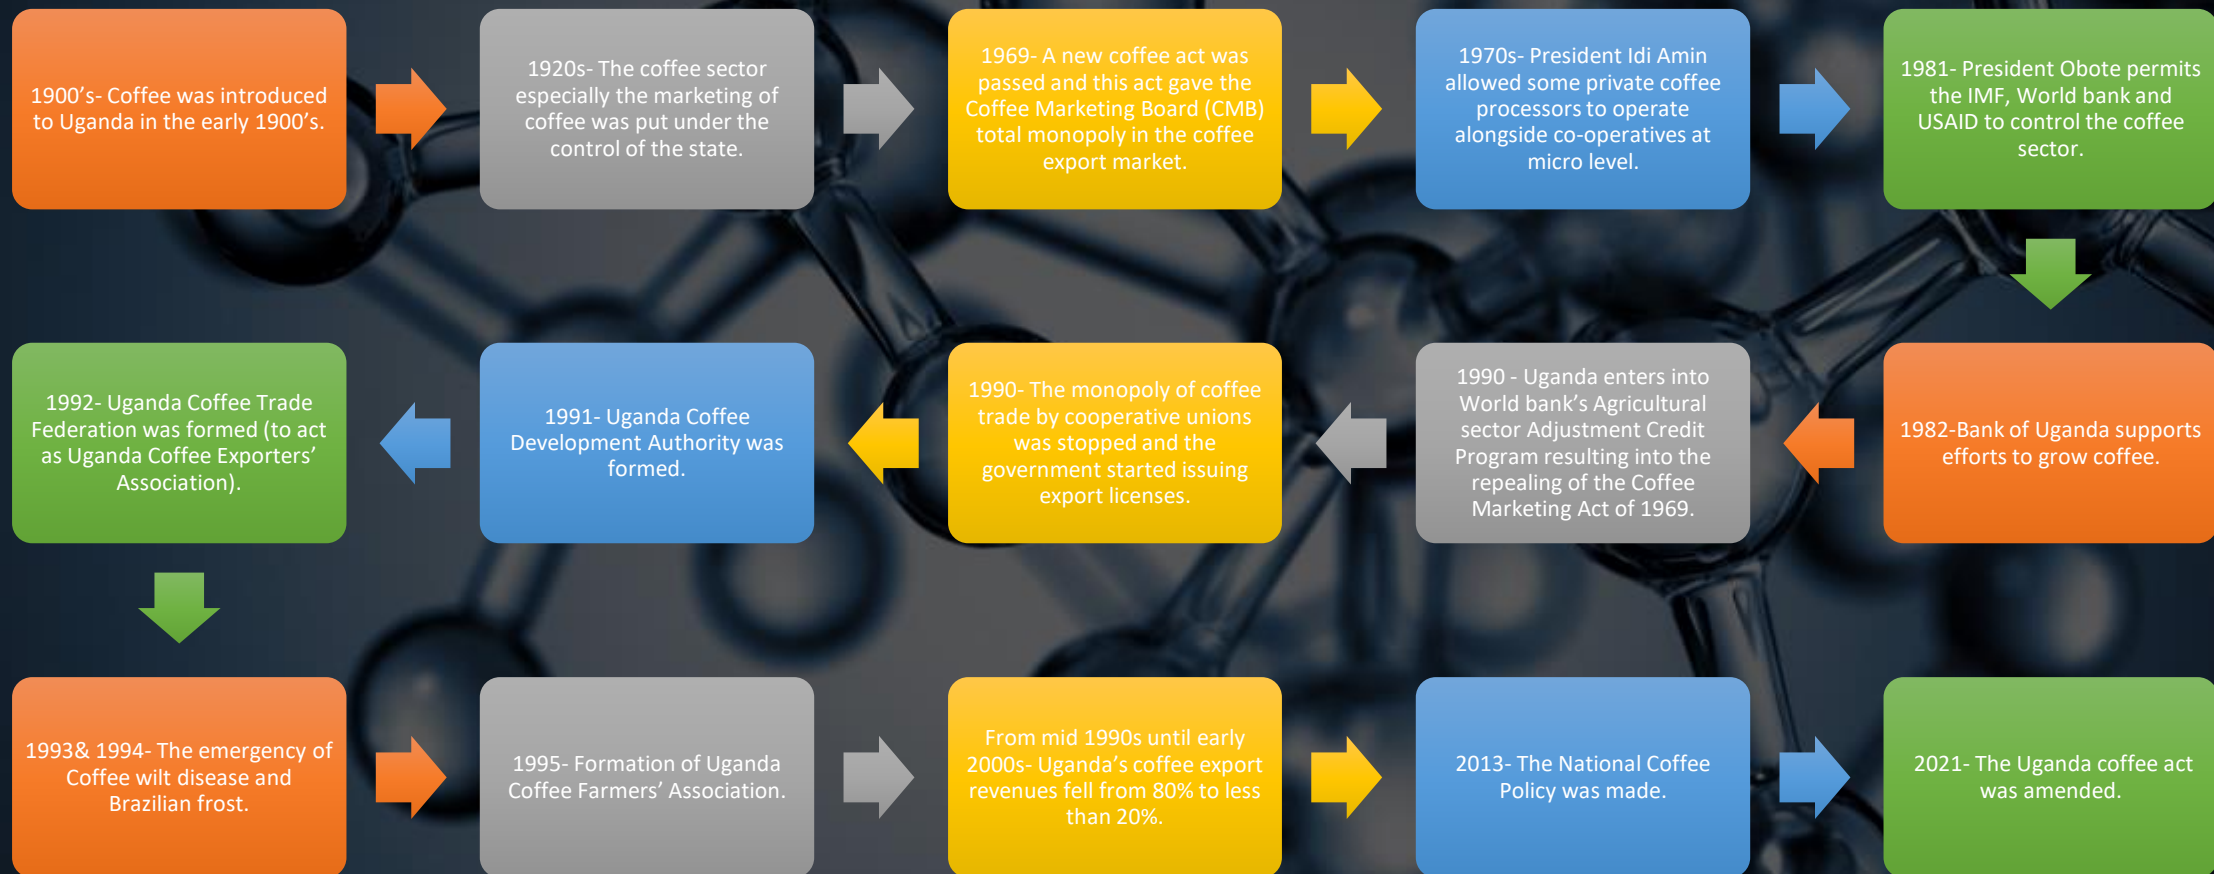 1900's- Coffee was introduced
to Uganda in the early 1900's.
1920s- The coffee sector
especially the marketing of
coffee was put under the
control of the state.
1969- A new coffee act was
passed and this act gave the
Coffee Marketing Board (CMB)
total monopoly in the coffee
export market.
1970s- President Idi Amin
allowed some private coffee
processors to operate
alongside co-operatives at
micro level.
1981- President Obote permits
the IMF, World bank and
USAID to control the coffee
sector.
1982-Bank of Uganda supports
efforts to grow coffee.
1990 - Uganda enters into
World bank's Agricultural
sector Adjustment Credit
Program resulting into the
repealing of the Coffee
Marketing Act of 1969.
1990- The monopoly of coffee
trade by cooperative unions
was stopped and the
government started issuing
export licenses.
1991- Uganda Coffee
Development Authority was
formed.
1992- Uganda Coffee Trade
Federation was formed (to act
as Uganda Coffee Exporters'
Association).
1993& 1994- The emergency of
Coffee wilt disease and
Brazilian frost.
1995- Formation of Uganda
Coffee Farmers' Association.
From mid 1990s until early
2000s- Uganda's coffee export
revenues fell from 80% to less
than 20%.
2013- The National Coffee
Policy was made.
2021- The Uganda coffee act
was amended.